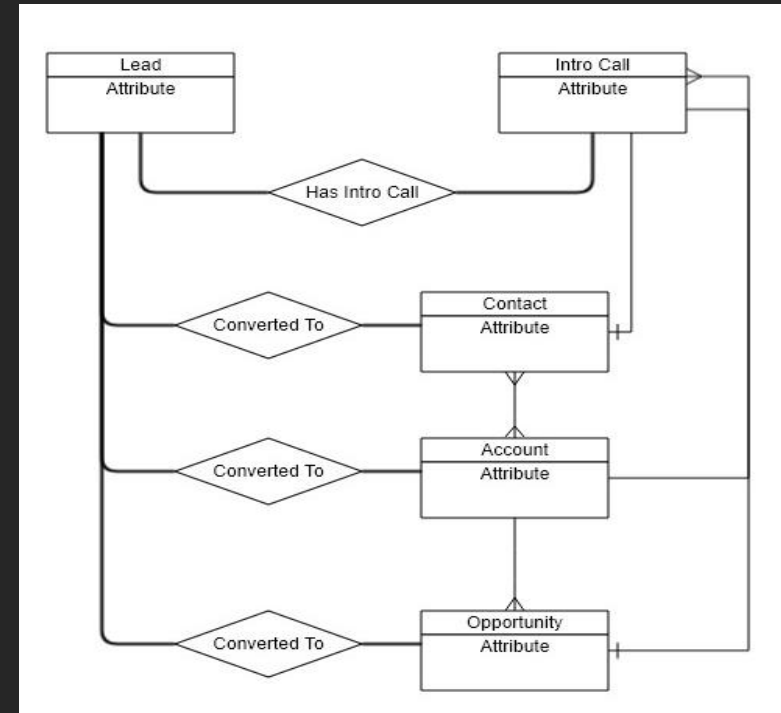 Lead
Attribute
Intro Call
Attribute
Has Intro Call
Converted To
Contact
Attribute
Converted To
Account
Attribute
Converted To
Opportunity
Attribute